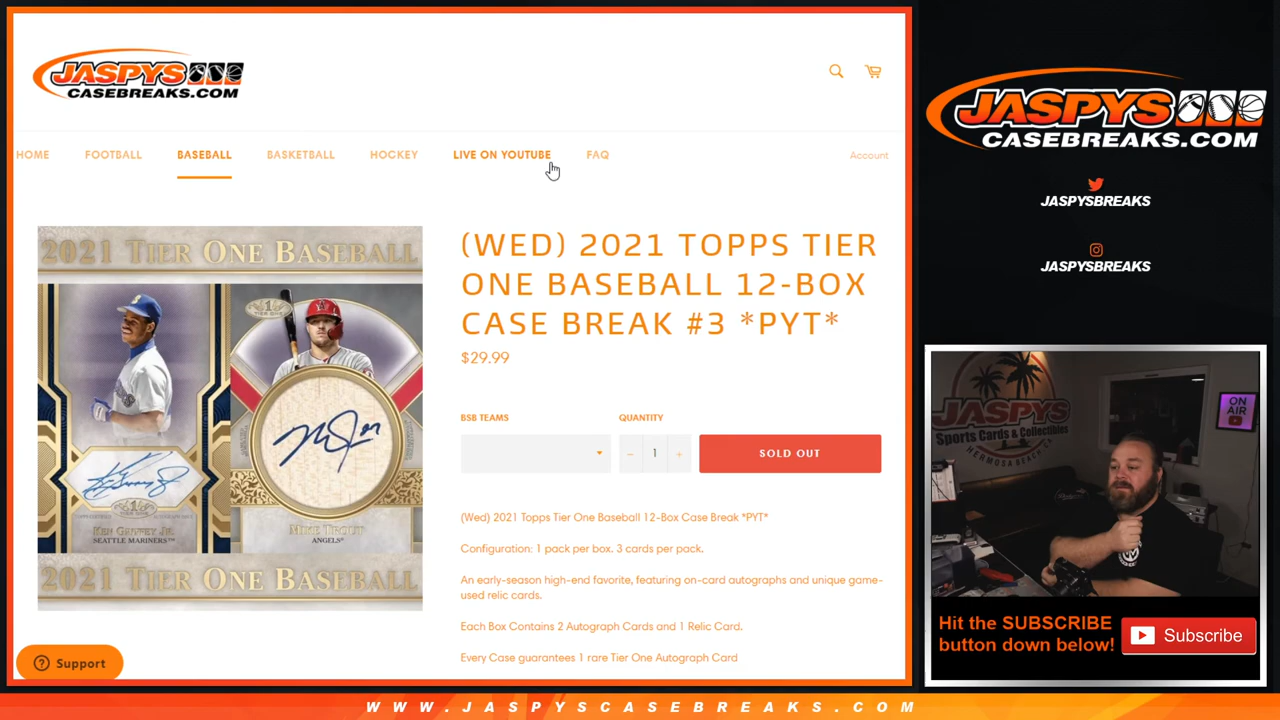 JASPYS
CASEBREAKS.COM
HOME
FOOTBALL
BASEBALL
BASKETBALL
HOCKEY
LIVE ON YOUTUBE
FAQ
Account
2021 TIER ONE BASEBALL
1
TIER ONE
KEN GRIFFEY JR.
SEATTLE MARINERS™
MIKE TROUT
ANGELS®
2021 TIER ONE BASEBALL
(WED) 2021 TOPPS TIER
ONE BASEBALL 12-BOX
CASE BREAK #3 *PYT*
$29.99
BSB TEAMS
QUANTITY
− 1 +
SOLD OUT
(Wed) 2021 Topps Tier One Baseball 12-Box Case Break *PYT*
Configuration: 1 pack per box. 3 cards per pack.
An early-season high-end favorite, featuring on-card autographs and unique game-
used relic cards.
Each Box Contains 2 Autograph Cards and 1 Relic Card.
Every Case guarantees 1 rare Tier One Autograph Card
Support
JASPYS
CASEBREAKS.COM
JASPYSBREAKS
JASPYSBREAKS
JASPYS
Sports Cards & Collectibles
HERMOSA BEACH
ON
AIR
Hit the SUBSCRIBE
button down below!
Subscribe
WWW.JASPYSCASEBREAKS.COM